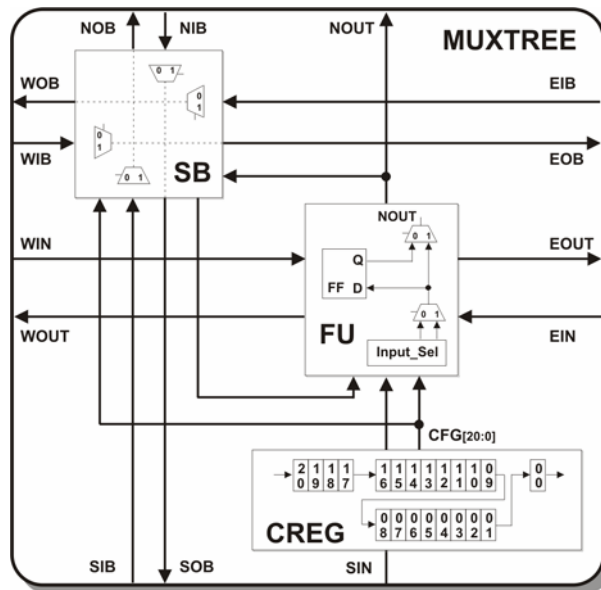 NOB NIB NOUT MUXTREE
WOB EIB
0 1
0 1
0 1
WIB EOB
0 1
SB
NOUT
WIN EOUT
0 1
Q
FF D
WOUT FU EIN
0 1
Input_Sel
CFG[20:0]
2 1 1 1 1 1 1 1 1 1 1 0 0
0 9 8 7 6 5 4 3 2 1 0 9 0
0 0 0 0 0 0 0 0
CREG 8 7 6 5 4 3 2 1
SIB SOB SIN